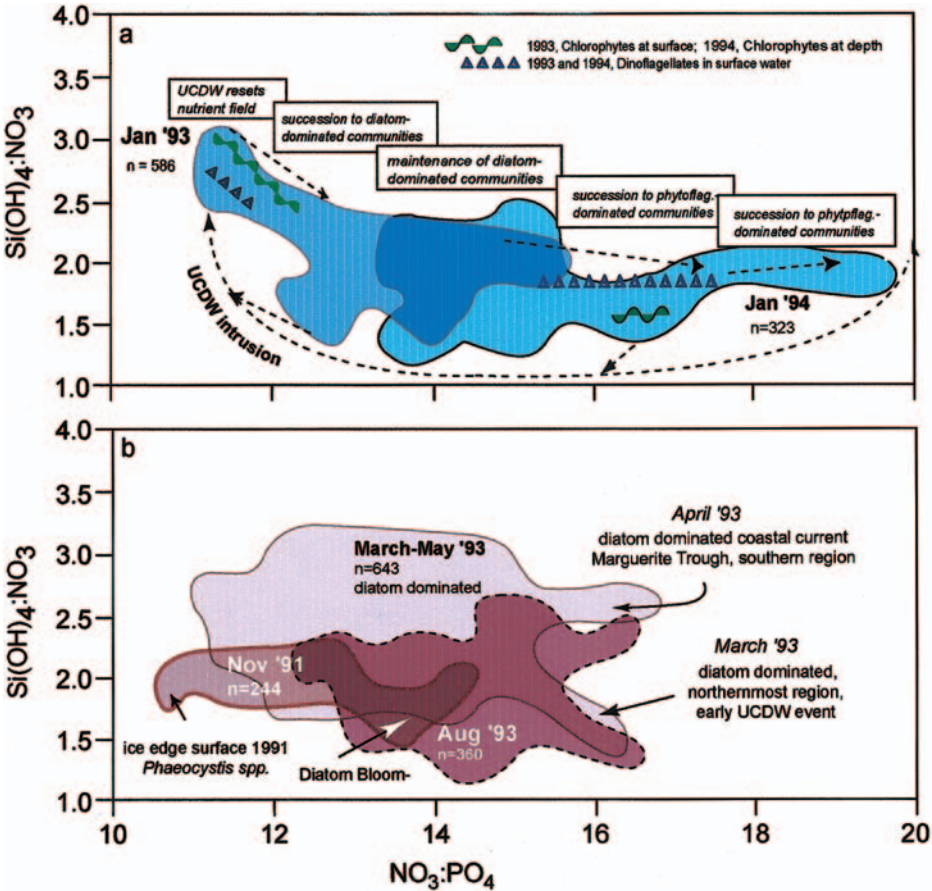 4.0
a
1993, Chlorophytes at surface; 1994, Chlorophytes at depth
1993 and 1994, Dinoflagellates in surface water
3.5
UCDW resets
nutrient field
succession to diatom-
dominated communities
3.0
Jan '93
n = 586
maintenance of diatom-
dominated communities
succession to phytoflag.-
dominated communities
succession to phytpflag.-
dominated communities
Si(OH)4:NO3
2.5
2.0
UCDW intrusion
Jan '94
n=323
1.5
1.0
4.0
b
3.5
April '93
diatom dominated coastal current
Marguerite Trough, southern region
3.0
March-May '93
n=643
diatom dominated
Si(OH)4:NO3
2.5
March '93
diatom dominated,
northernmost region,
early UCDW event
2.0
Nov '91
n=244
Aug '93
n=360
1.5
ice edge surface 1991
Phaeocystis spp.
Diatom Bloom-
1.0
10
12
14
16
18
20
NO3:PO4